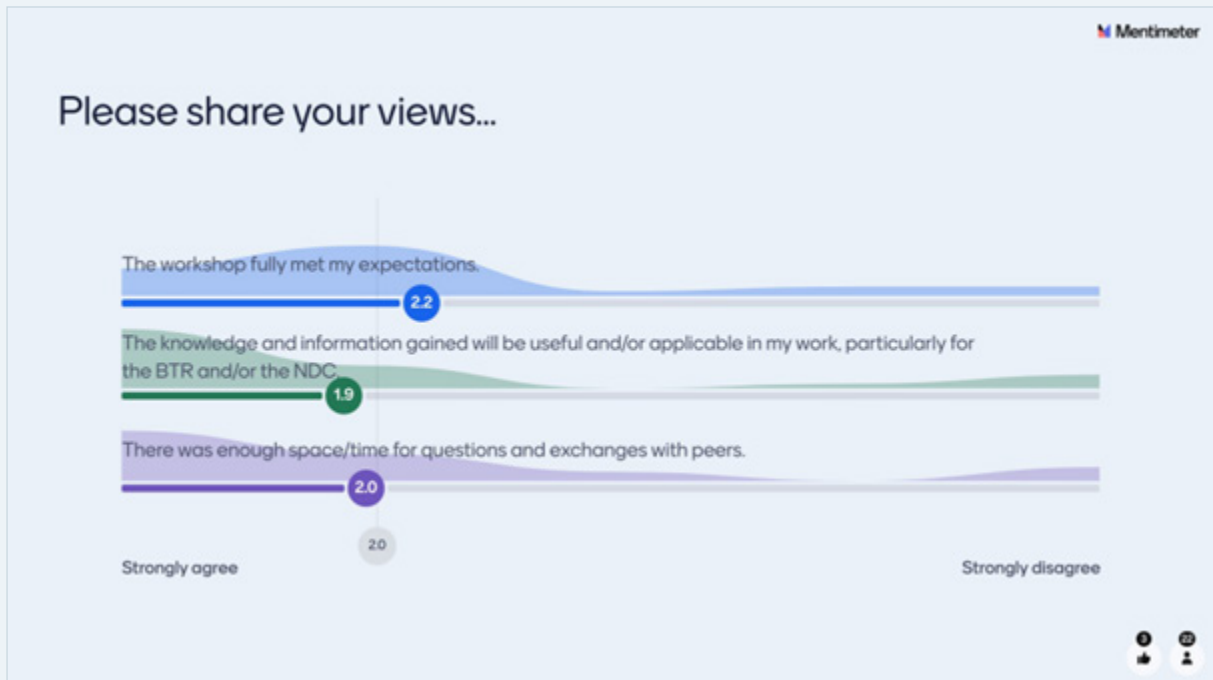 Mentimeter
Please share your views...
The workshop fully met my expectations.
2.2
The knowledge and information gained will be useful and/or applicable in my work, particularly for
the BTR and/or the NDC.
1.9
There was enough space/time for questions and exchanges with peers.
2.0
2.0
Strongly agree
Strongly disagree
3
22